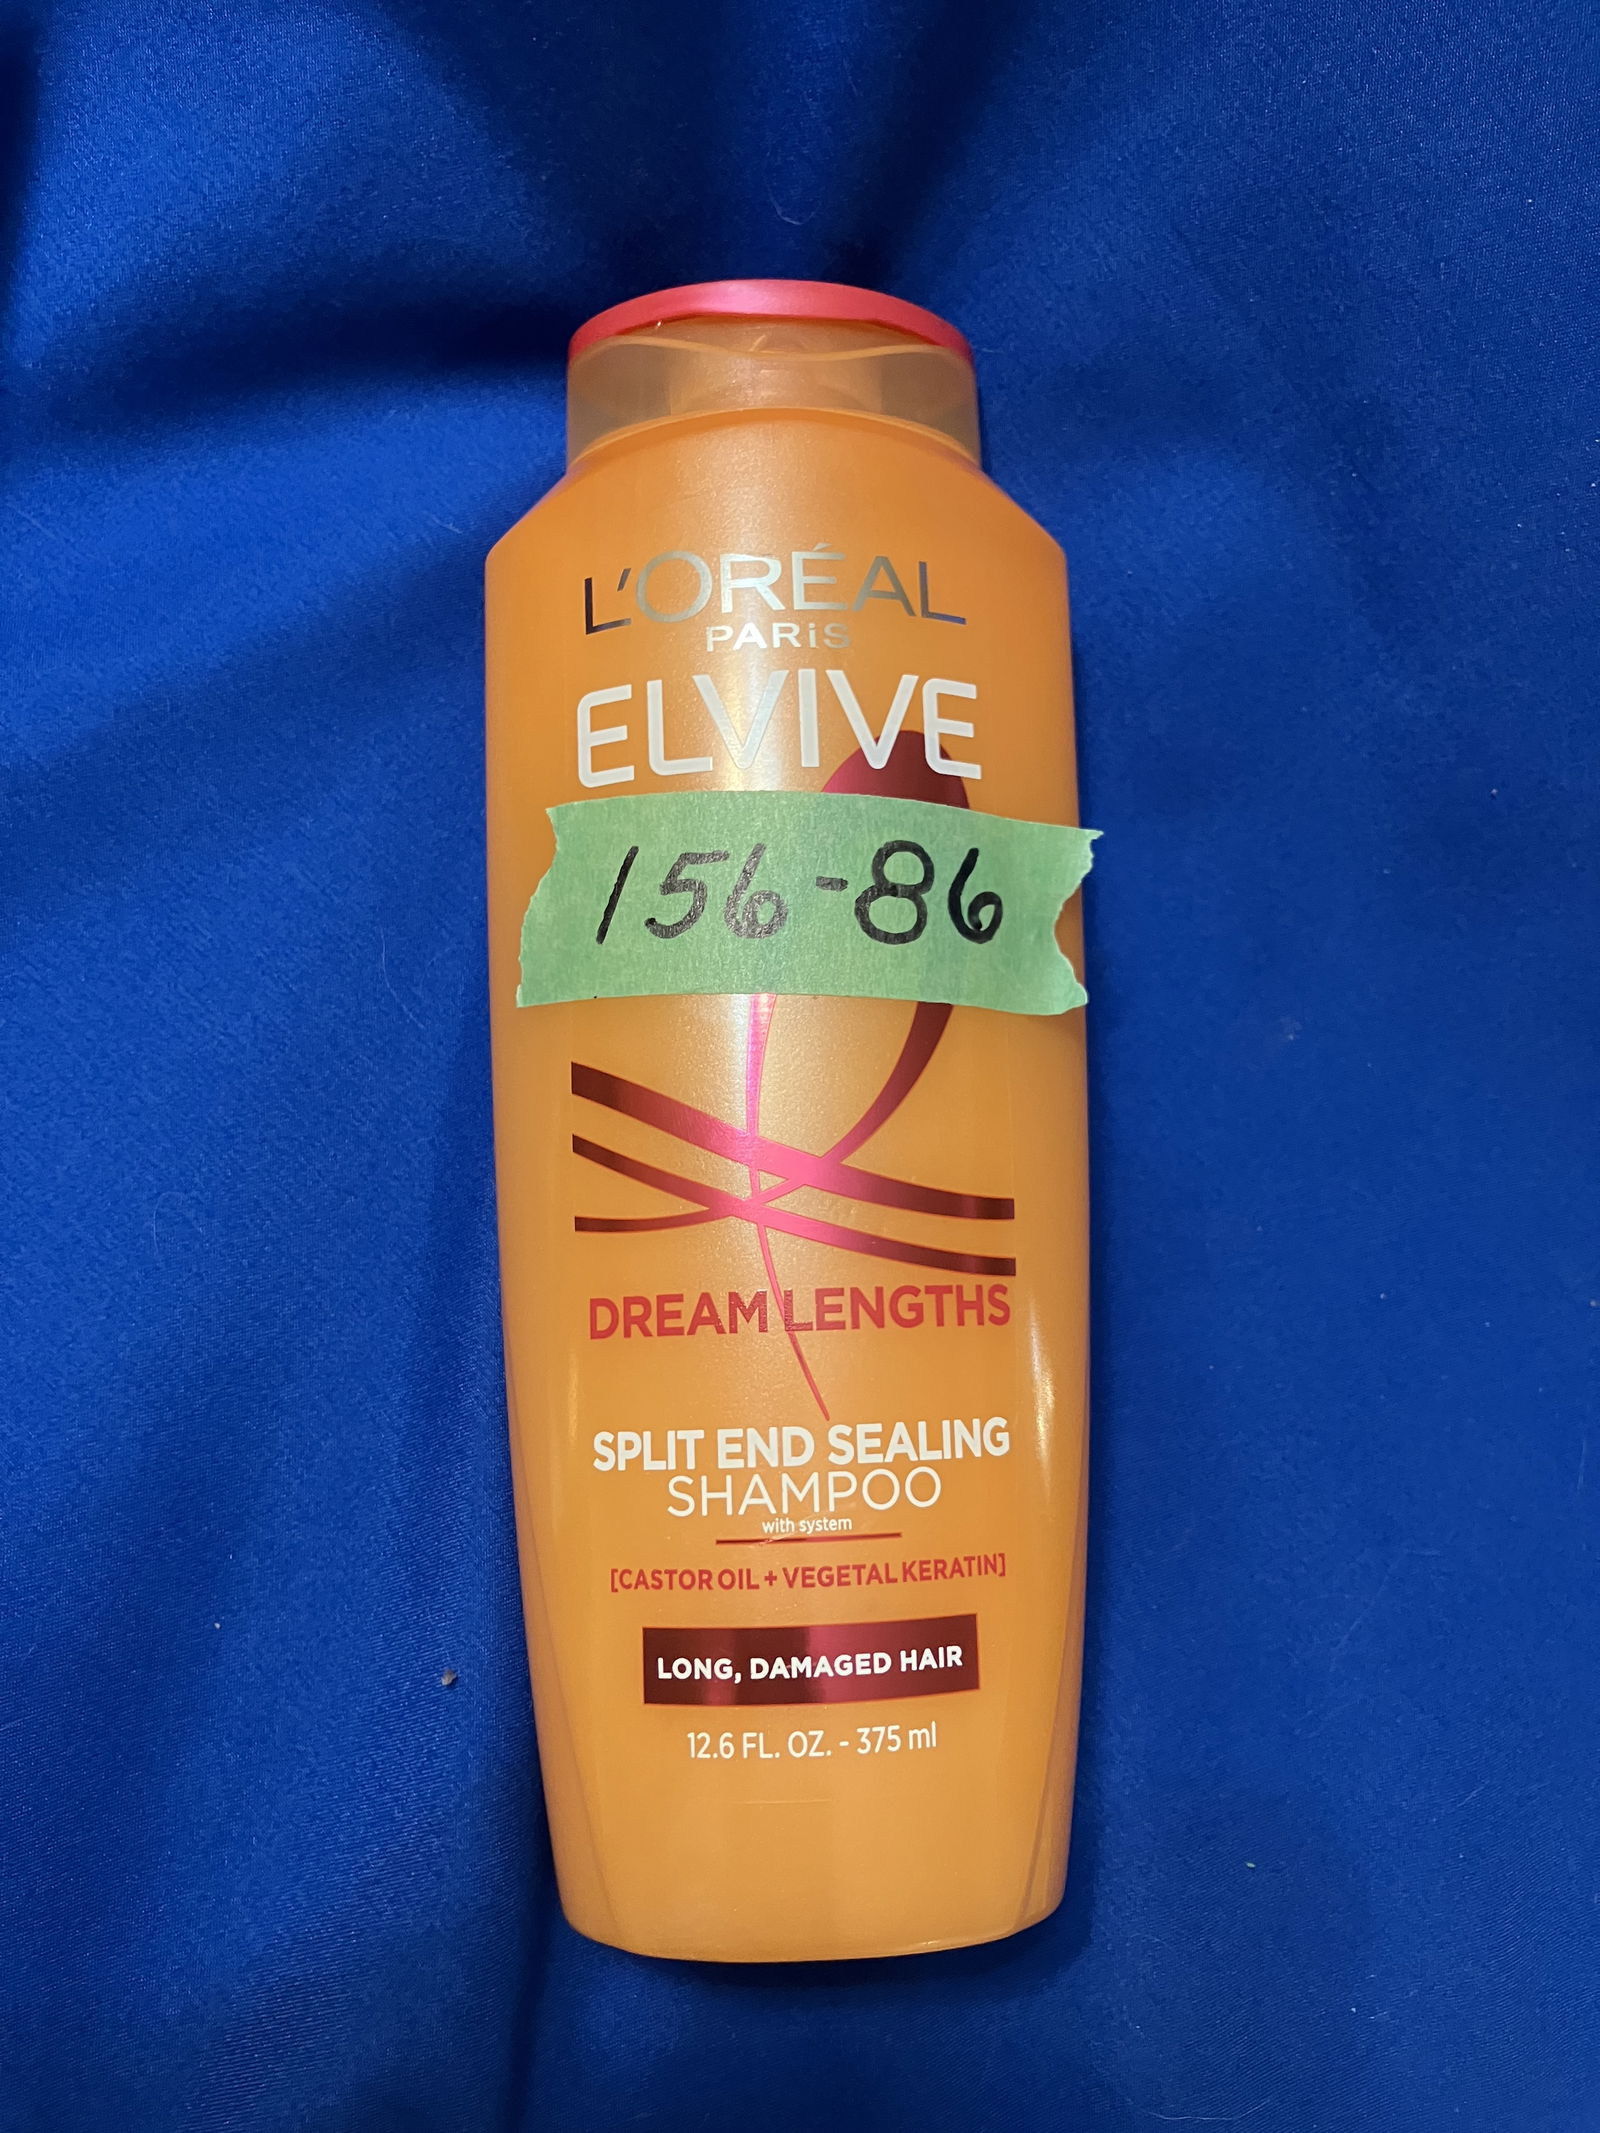 L'ORÉAL
PARiS
ELVIVE
156-86
DREAM LENGTHS
SPLIT END SEALING
SHAMPOO
with system
[CASTOR OIL + VEGETAL KERATIN]
LONG, DAMAGED HAIR
12.6 FL. OZ. - 375 ml